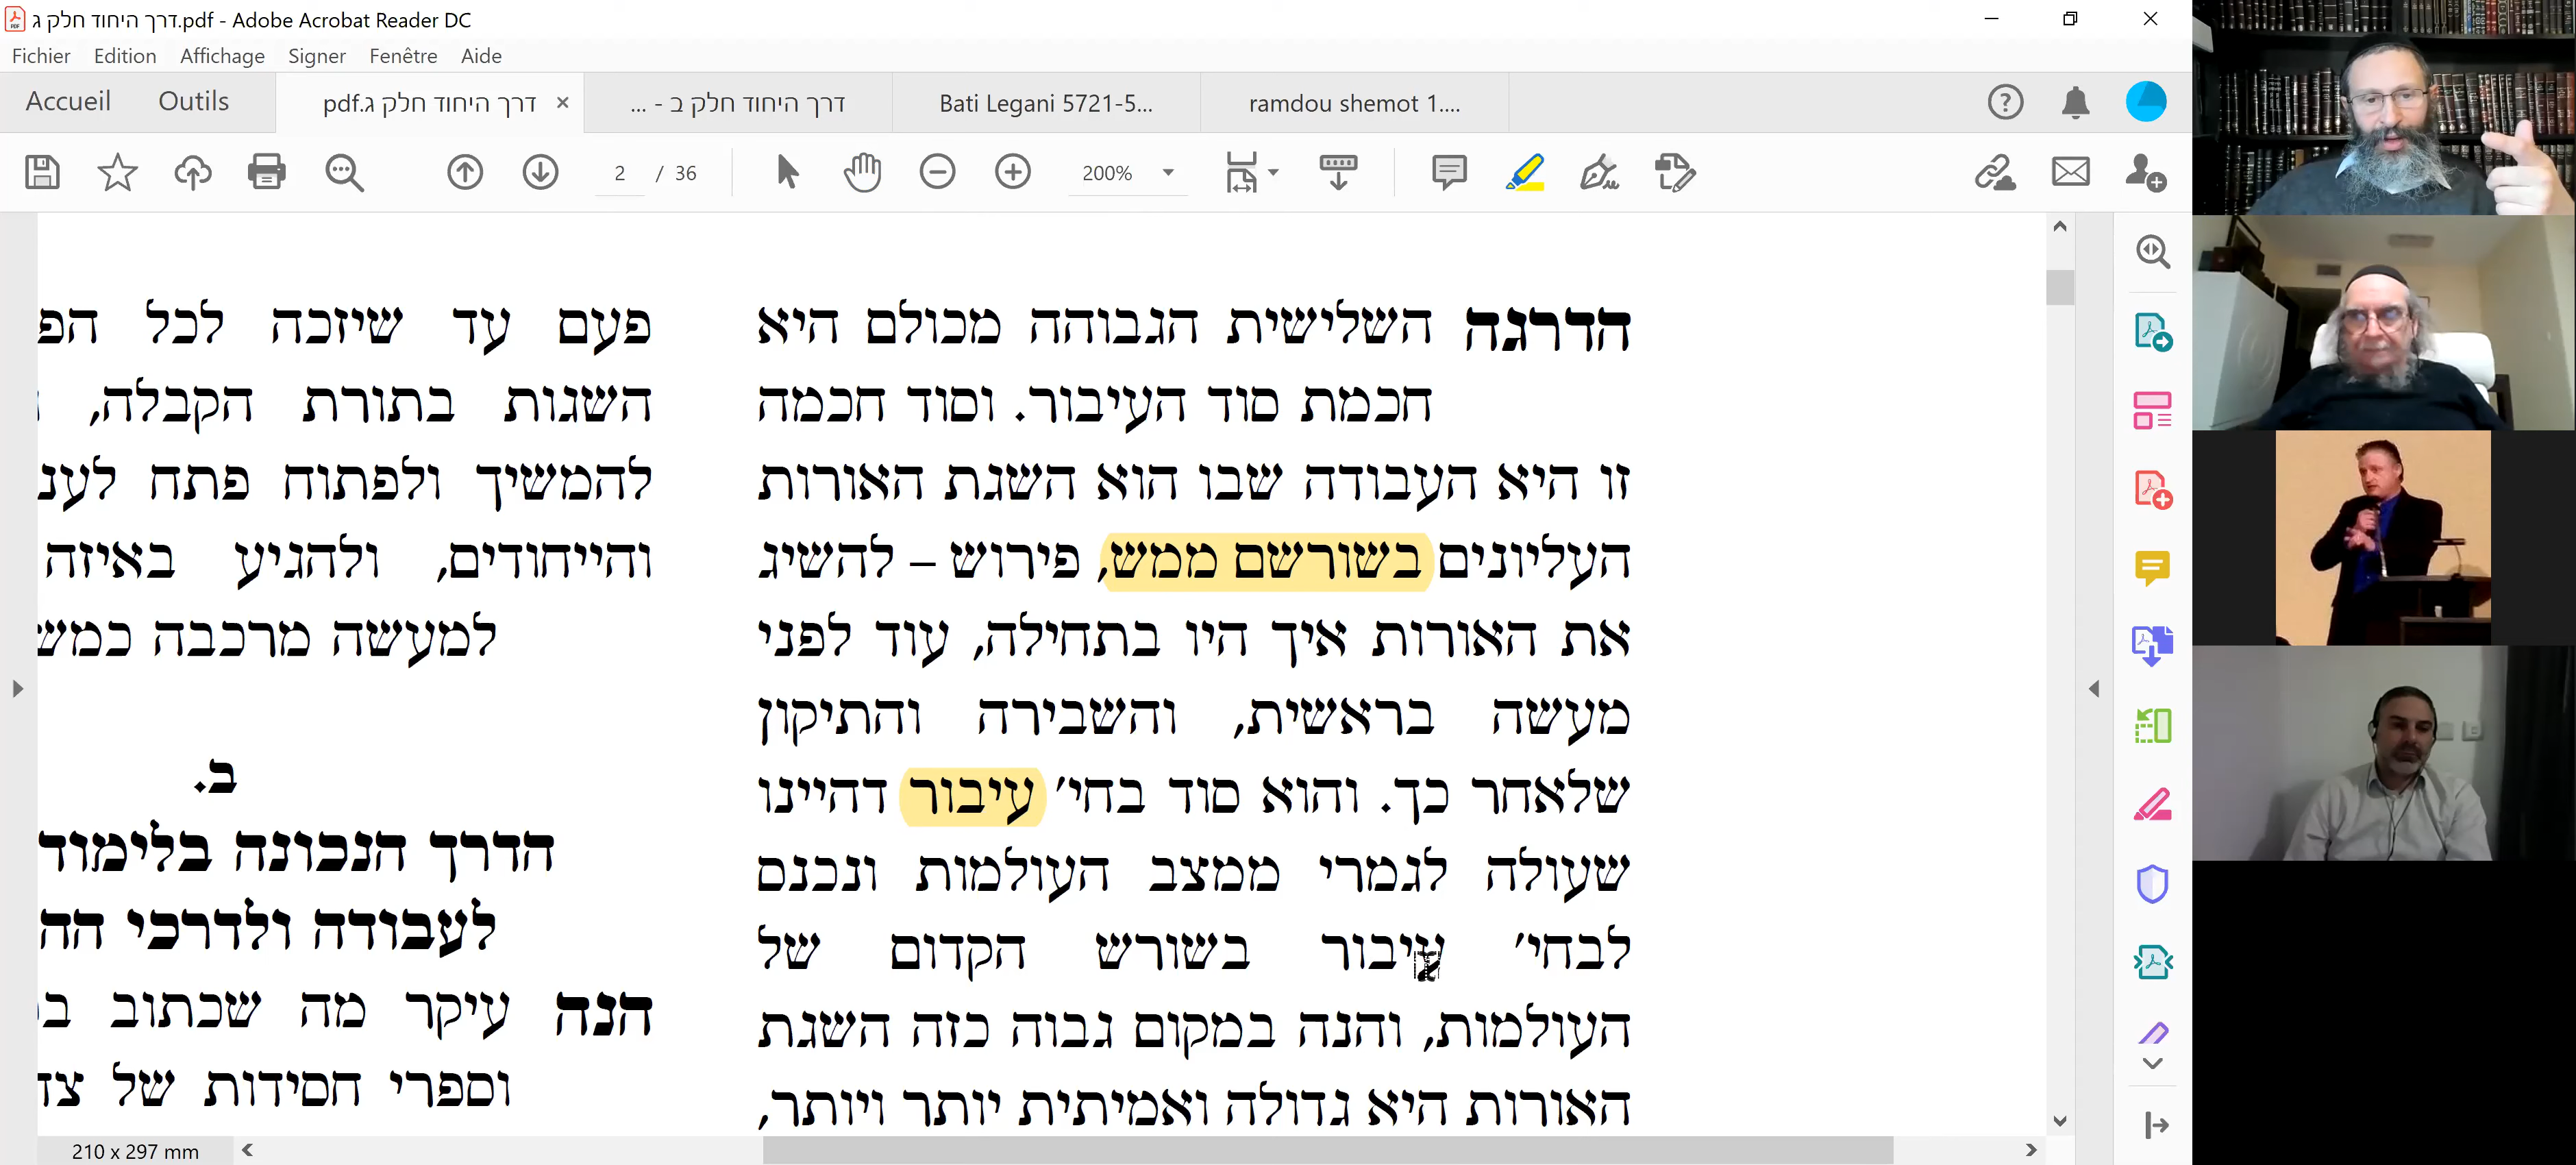 דרך היחוד חלק ג.pdf - Adobe Acrobat Reader DC
Fichier Edition Affichage Signer Fenêtre Aide
Accueil Outils דרך היחוד חלק ג.pdf דרך היחוד חלק ב - ... Bati Legani 5721-5... ramdou shemot 1....
2 / 36 200%
הדרגה השלישית הגבוהה מכולם היא
חכמת סוד העיבור. וסוד חכמה
זו היא העבודה שבו הוא השגת האורות
העליונים בשורשם ממש, פירוש – להשיג
את האורות איך היו בתחילה, עוד לפני
מעשה בראשית, והשבירה והתיקון
שלאחר כך. והוא סוד בחי' עיבור דהיינו
שעולה לגמרי ממצב העולמות ונכנס
לבחי' עיבור בשורש הקדום של
העולמות, והנה במקום גבוה כזה השגת
האורות היא גדולה ואמיתית יותר ויותר,
פעם עד שיזכה לכל
השגות בתורת הקבלה,
להמשיך ולפתוח פתח
והייחודים, ולהגיע באיזה
למעשה מרכבה
ב.
הדרך הנכונה בלימוד
לעבודה ולדרכי
הנה עיקר מה שכתוב
וספרי חסידות של
210 x 297 mm